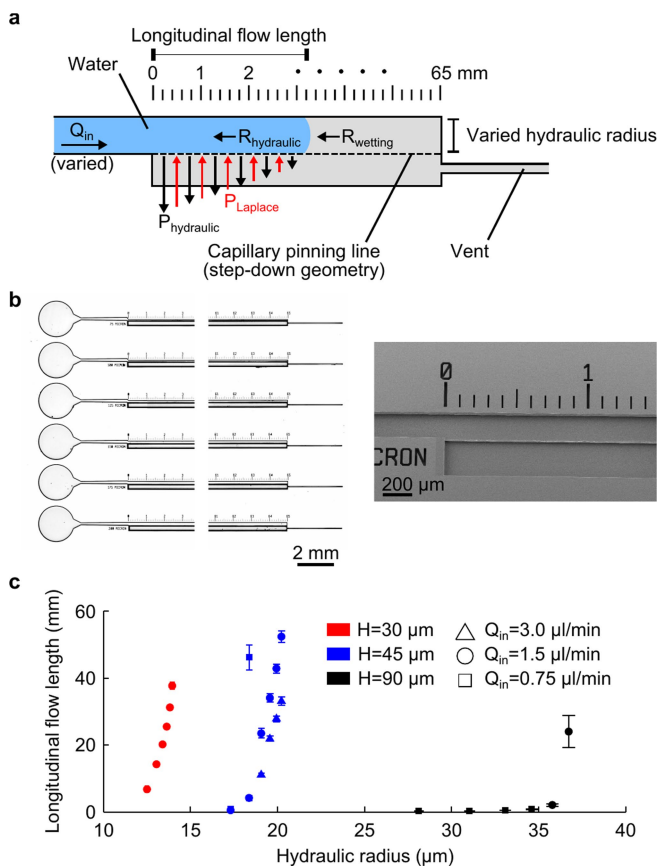 a
Longitudinal flow length
Water
0 1 2 65 mm
Q_in
(varied)
R_hydraulic
R_wetting
Varied hydraulic radius
P_Laplace
P_hydraulic
Capillary pinning line
(step-down geometry)
Vent
b
75 MICRON
2 mm
0 1
CRON
200 µm
c
Longitudinal flow length (mm)
60
40
20
0
H=30 µm
H=45 µm
H=90 µm
Q_in=3.0 µl/min
Q_in=1.5 µl/min
Q_in=0.75 µl/min
10 15 20 25 30 35 40
Hydraulic radius (µm)